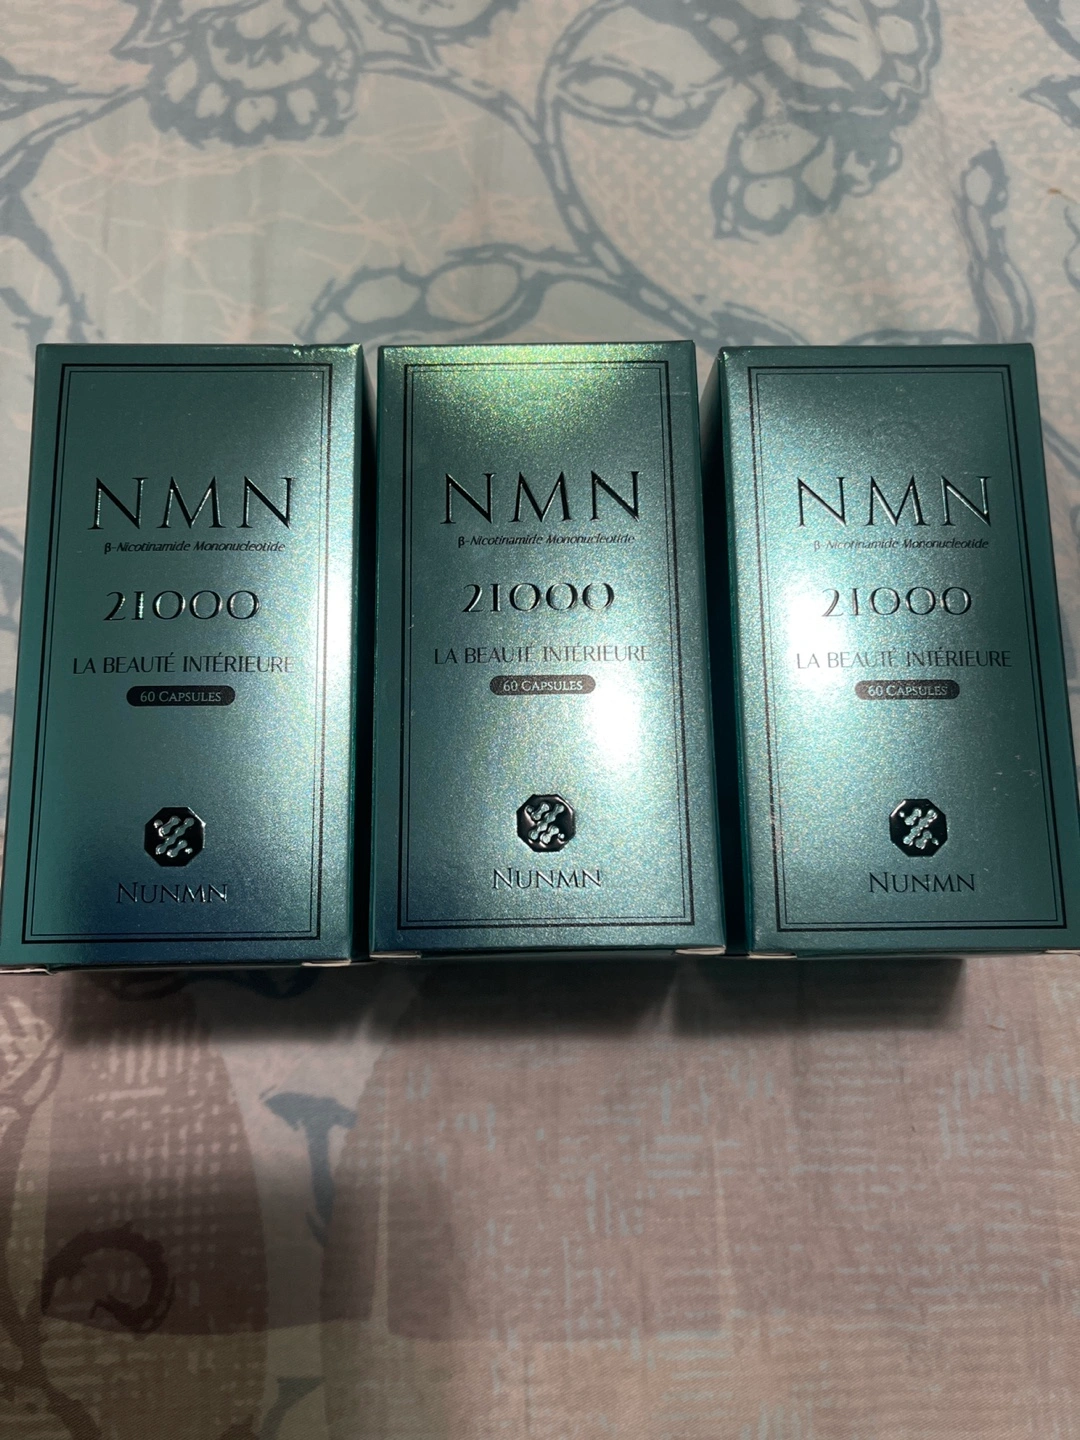 NMN
β-Nicotinamide Mononucleotide
21000
LA BEAUTÉ INTÉRIEURE
60 CAPSULES
NUNMN
NMN
β-Nicotinamide Mononucleotide
21000
LA BEAUTÉ INTÉRIEURE
60 CAPSULES
NUNMN
NMN
β-Nicotinamide Mononucleotide
21000
LA BEAUTÉ INTÉRIEURE
60 CAPSULES
NUNMN